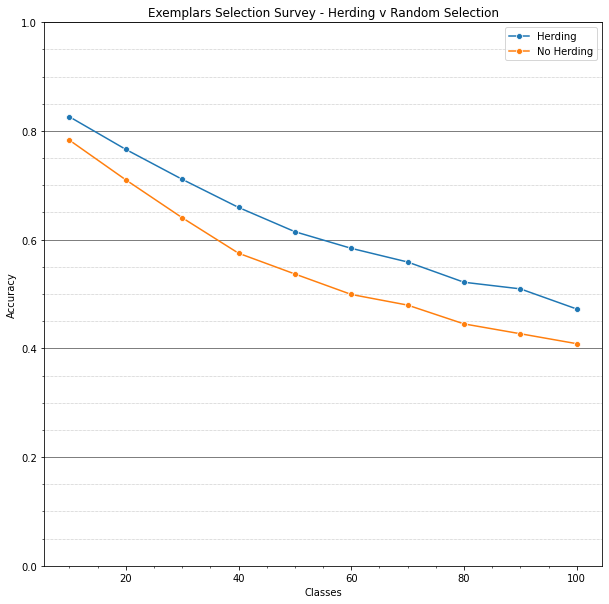 Exemplars Selection Survey - Herding v Random Selection
1.0
Herding
No Herding
0.8
0.6
Accuracy
0.4
0.2
0.0
20 40 60 80 100
Classes